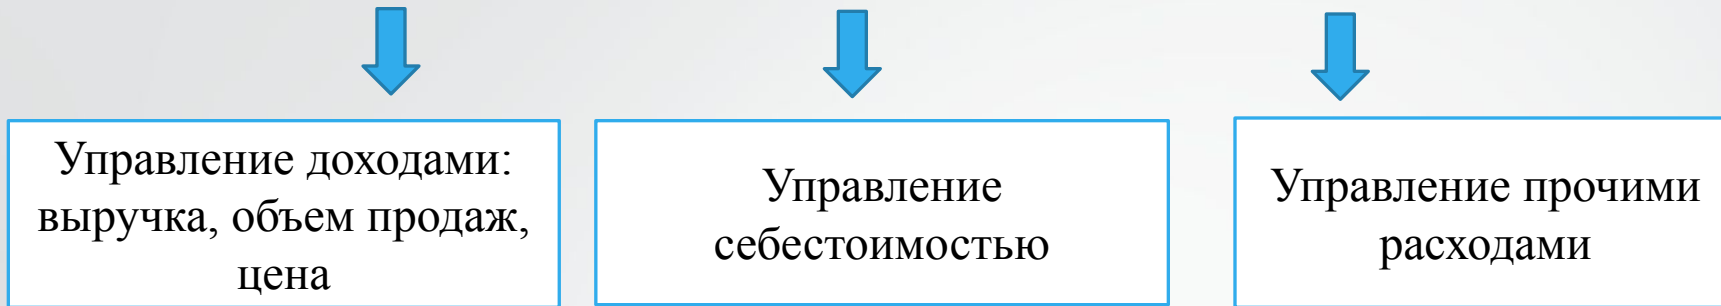 Управление доходами:
выручка, объем продаж,
цена
Управление
себестоимостью
Управление прочими
расходами